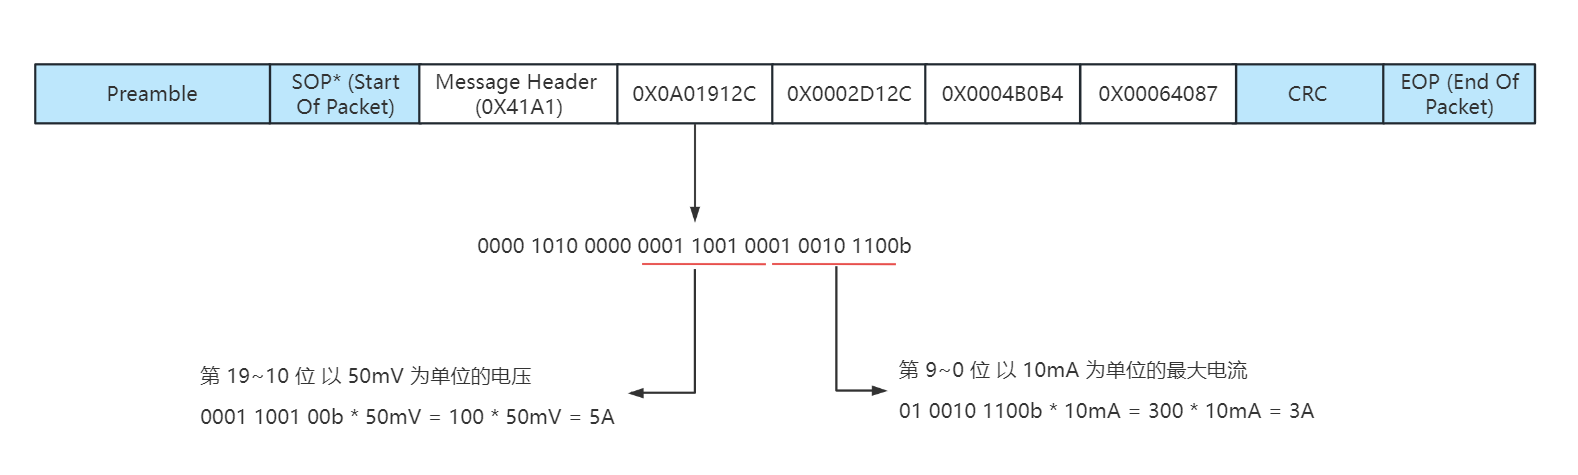 Preamble
SOP* (Start
Of Packet)
Message Header
(0X41A1)
0X0A01912C
0X0002D12C
0X0004B0B4
0X00064087
CRC
EOP (End Of
Packet)
0000 1010 0000 0001 1001 0001 0010 1100b
第 19~10 位 以 50mV 为单位的电压
0001 1001 00b * 50mV = 100 * 50mV = 5A
第 9~0 位 以 10mA 为单位的最大电流
01 0010 1100b * 10mA = 300 * 10mA = 3A